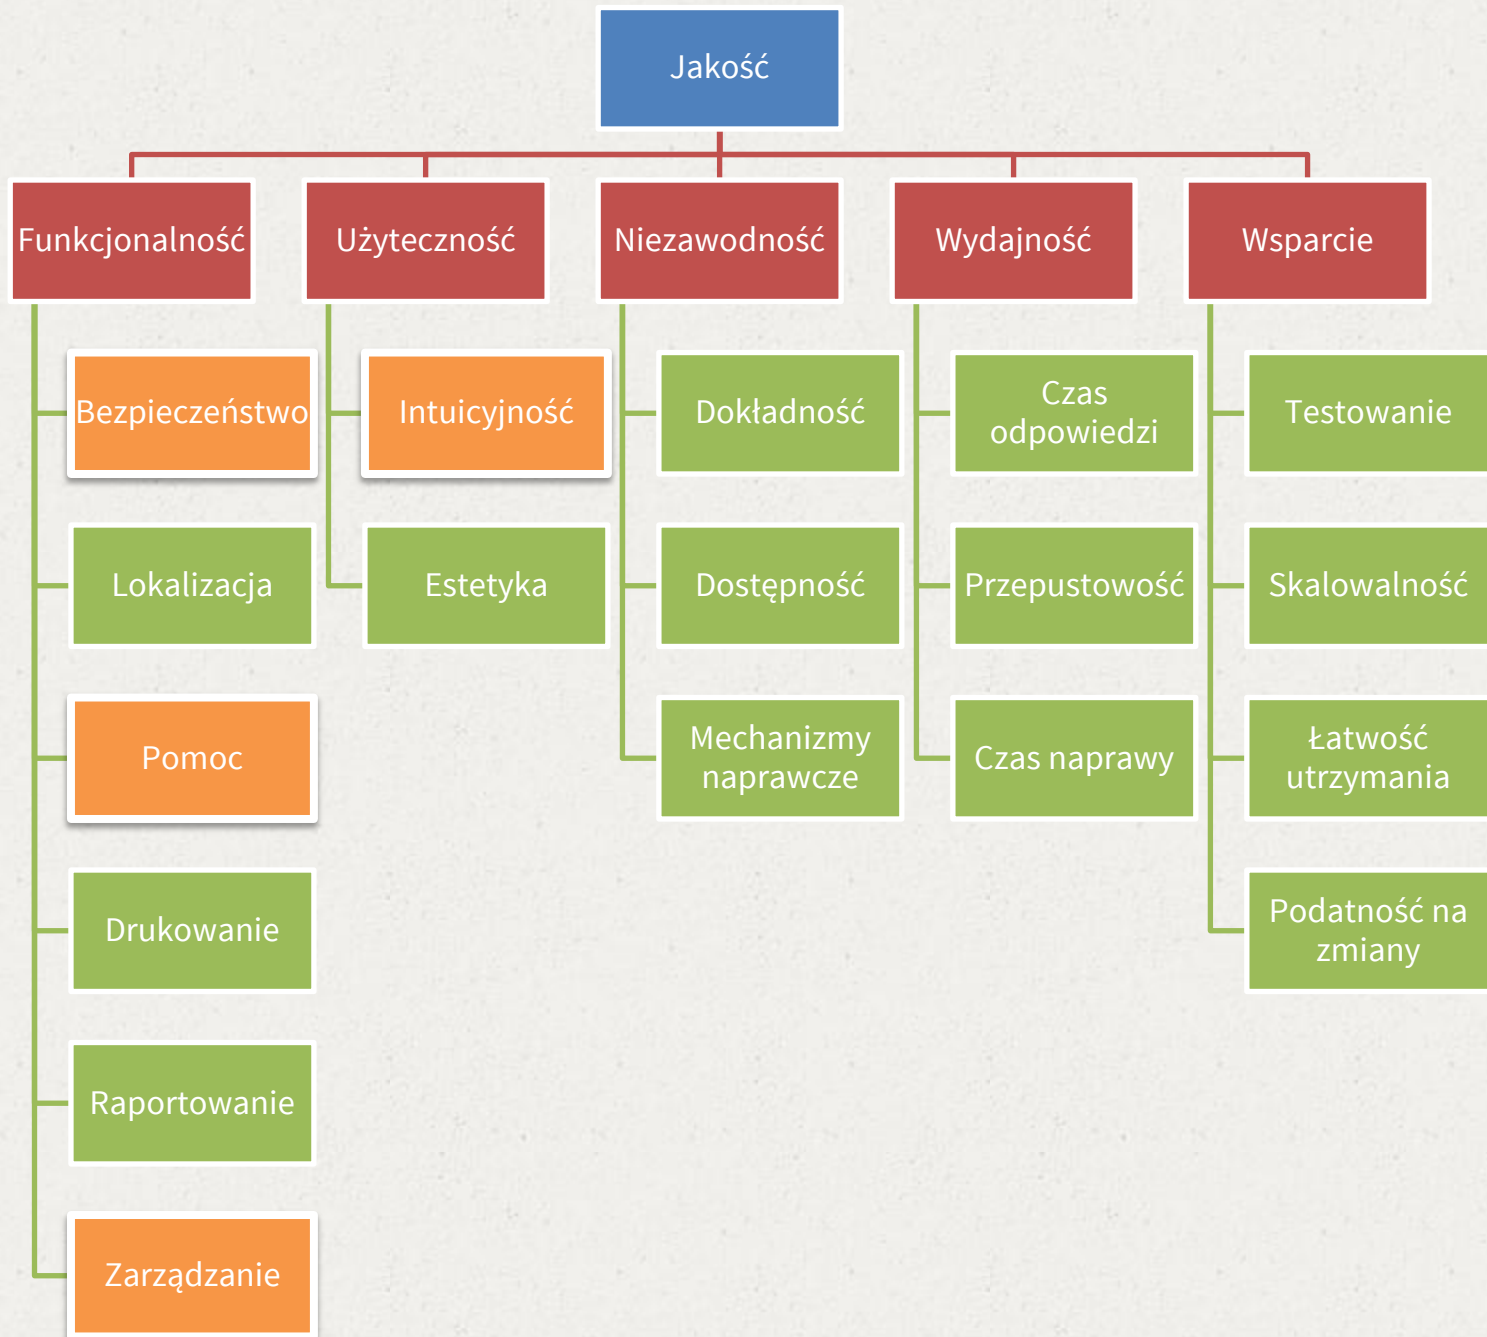 Jakość
Funkcjonalność
Użyteczność
Niezawodność
Wydajność
Wsparcie
Bezpieczeństwo
Lokalizacja
Pomoc
Drukowanie
Raportowanie
Zarządzanie
Intuicyjność
Estetyka
Dokładność
Dostępność
Mechanizmy
naprawcze
Czas
odpowiedzi
Przepustowość
Czas naprawy
Testowanie
Skalowalność
Łatwość
utrzymania
Podatność na
zmiany